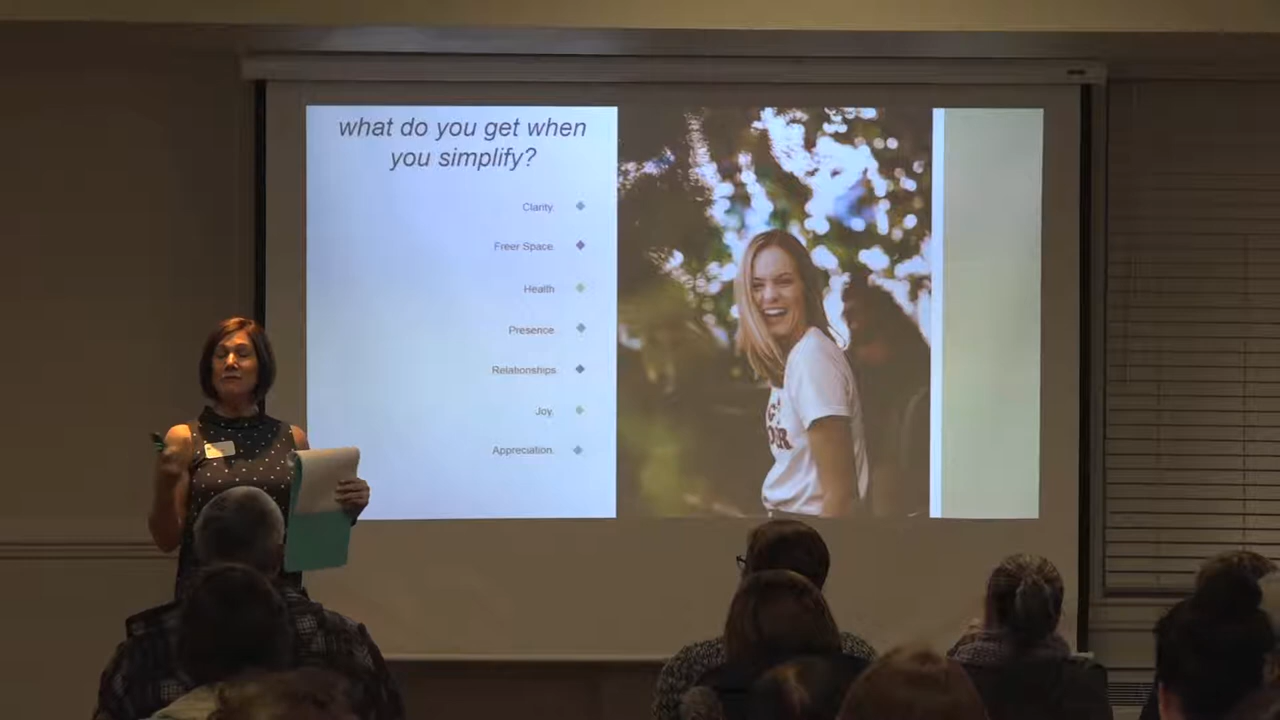 what do you get when
you simplify?
Clarity.
Freer Space.
Health
Presence
Relationships
Joy.
Appreciation.